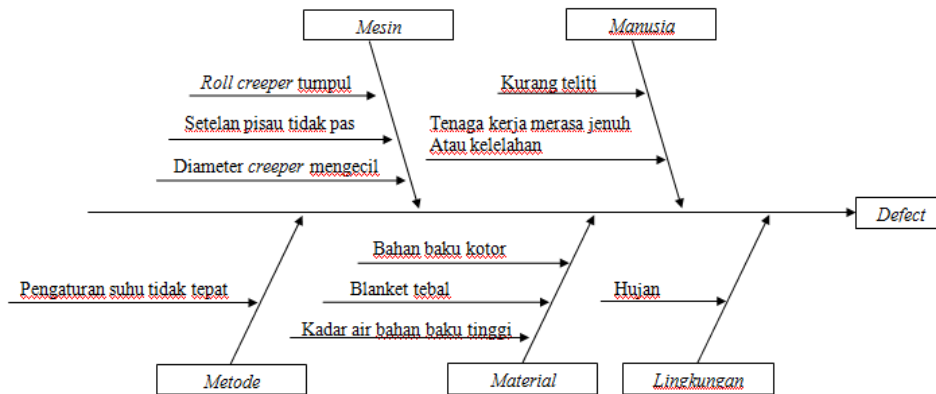 Mesin
Manusia
Roll creeper tumpul
Kurang teliti
Setelan pisau tidak pas
Tenaga kerja merasa jenuh
Atau kelelahan
Diameter creeper mengecil
Defect
Bahan baku kotor
Pengaturan suhu tidak tepat
Blanket tebal
Hujan
Kadar air bahan baku tinggi
Metode
Material
Lingkungan